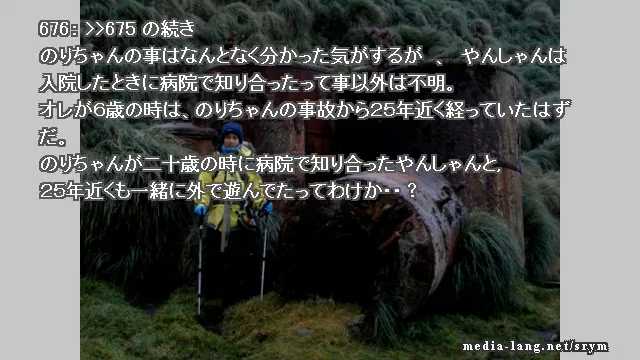 676: >>675 の続き
のりちゃんの事はなんとなく分かった気がするが 、 やんしゃんは
入院したときに病院で知り合ったって事以外は不明。
オレが６歳の時は、のりちゃんの事故から２５年近く経っていたはず
だ。
のりちゃんが二十歳の時に病院で知り合ったやんしゃんと,
２５年近くも一緒に外で遊んでたってわけか・・？
media-lang.net/srym